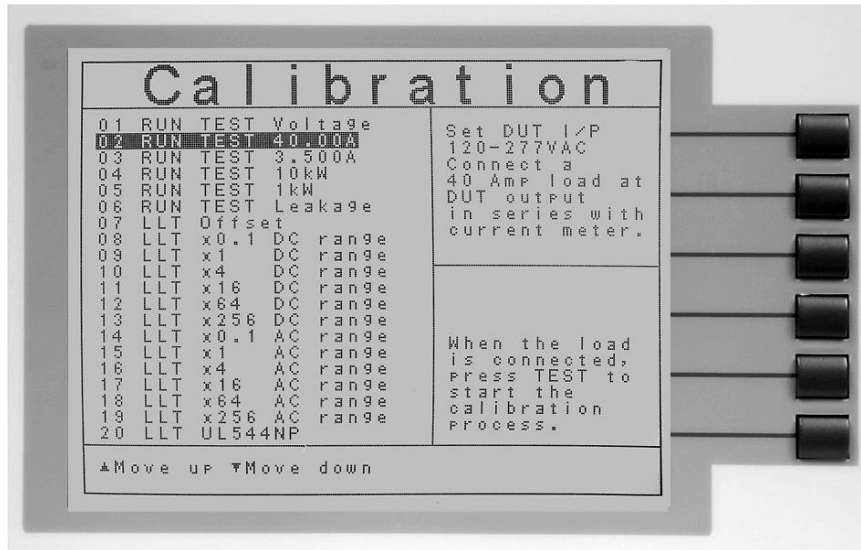 Calibration
01 RUN TEST Voltage
02 RUN TEST 40.00A
03 RUN TEST 3.500A
04 RUN TEST 10kW
05 RUN TEST 1kW
06 RUN TEST Leakage
07 LLT Offset
08 LLT x0.1 DC range
09 LLT x1 DC range
10 LLT x4 DC range
11 LLT x16 DC range
12 LLT x64 DC range
13 LLT x256 DC range
14 LLT x0.1 AC range
15 LLT x1 AC range
16 LLT x4 AC range
17 LLT x16 AC range
18 LLT x64 AC range
19 LLT x256 AC range
20 LLT UL544NP
Set DUT I/P
120-277VAC
Connect a
40 Amp load at
DUT output
in series with
current meter.
When the load
is connected,
press TEST to
start the
calibration
process.
▲Move up ▼Move down